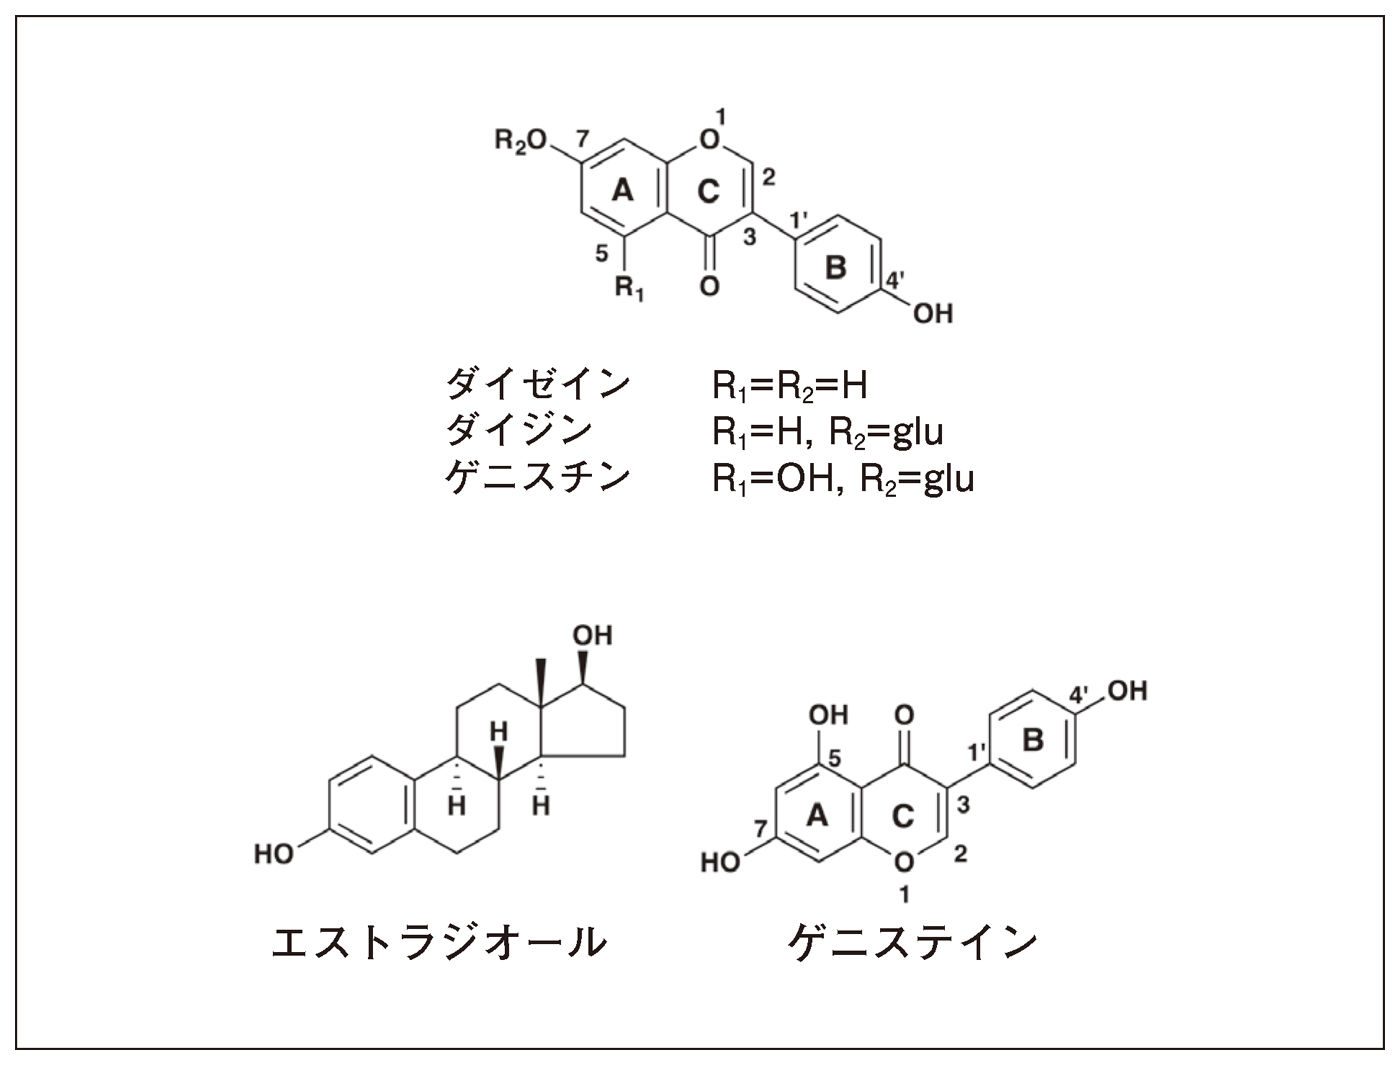 1
R₂O 7 O
A C 2
1'
5 3 B
4'
R₁ O OH
ダイゼイン R₁=R₂=H
ダイジン R₁=H, R₂=glu
ゲニスチン R₁=OH, R₂=glu
OH
H
H H
HO
エストラジオール
4' OH
OH O
1' B
5
A C 3
7
HO O 2
1
ゲニステイン